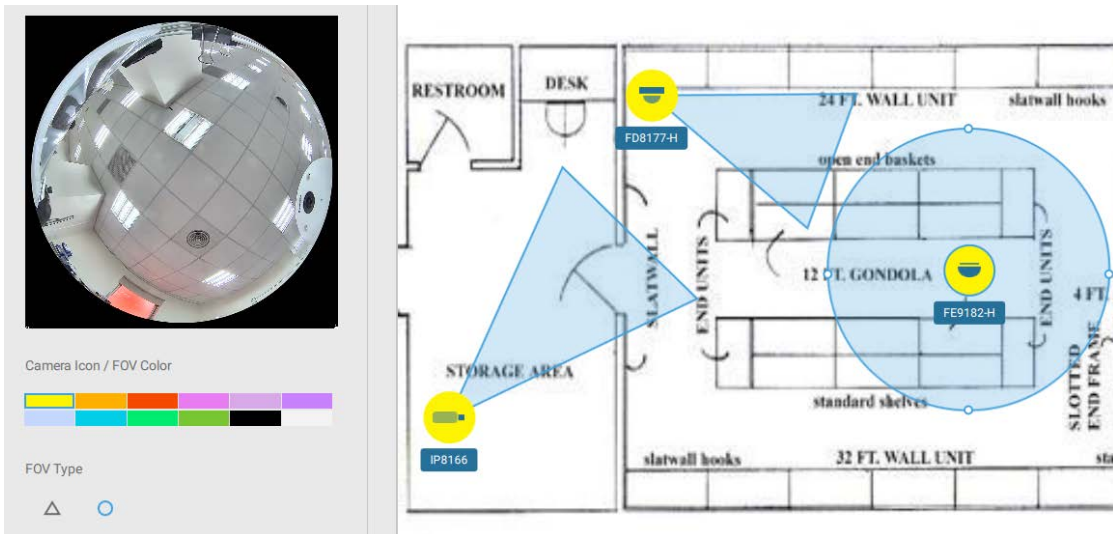 Camera Icon / FOV Color
FOV Type
RESTROOM
DESK
FD8177-H
24 FT. WALL UNIT
slatwall hooks
open end baskets
SLATWALL
END UNITS
12 FT. GONDOLA
FE9182-H
END UNITS
4 FT.
SLOTTED
END FRAME
STORAGE AREA
IP8166
standard shelves
slatwall hooks
32 FT. WALL UNIT
sta